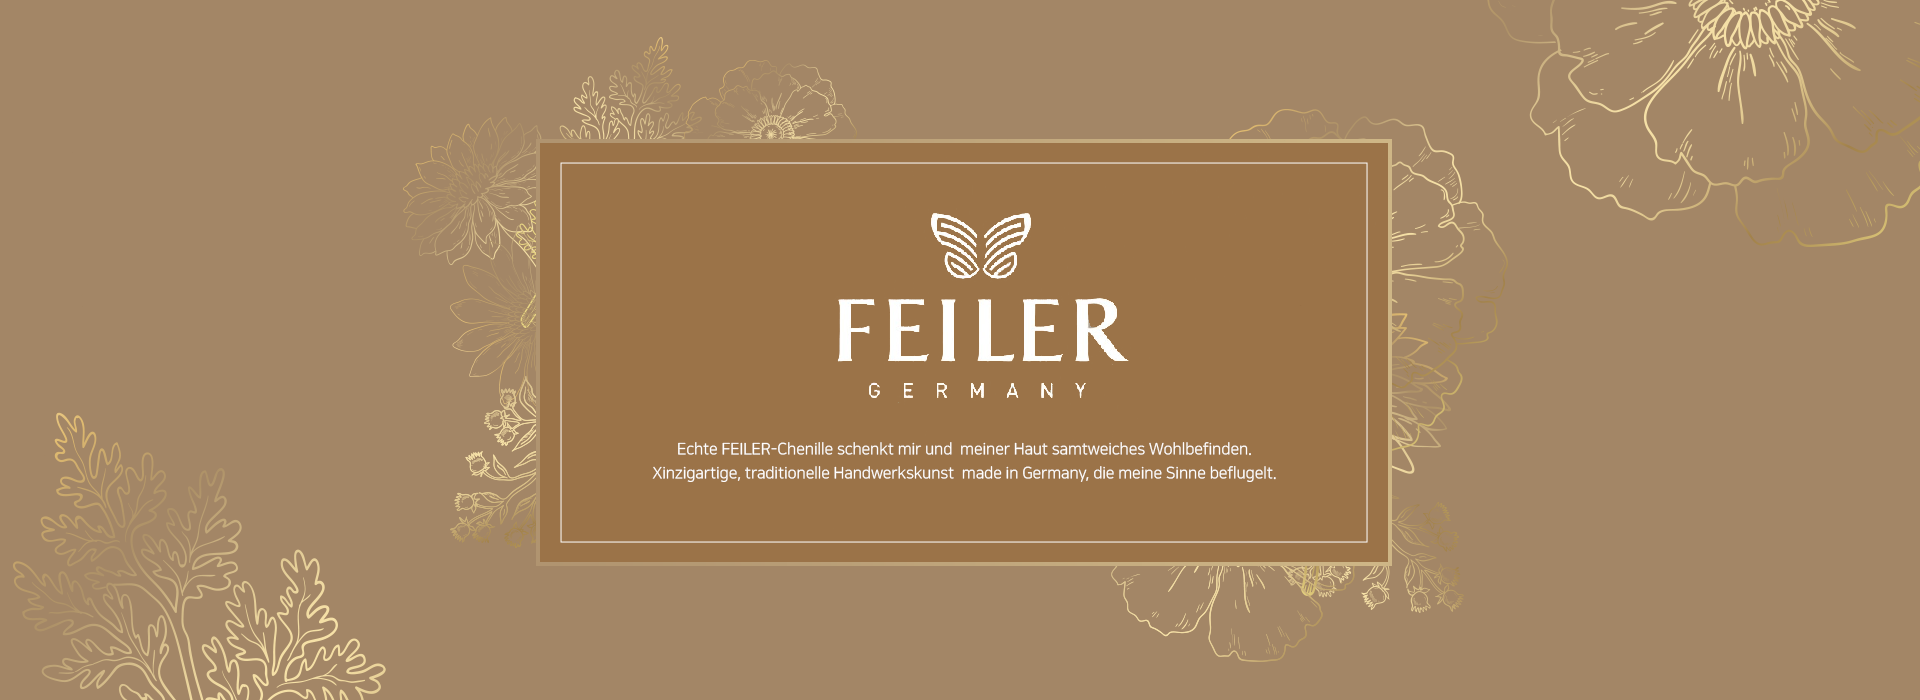 FEILER
GERMANY
Echte FEILER-Chenille schenkt mir und meiner Haut samtweiches Wohlbefinden.
Xinzigartige, traditionelle Handwerkskunst made in Germany, die meine Sinne beflugelt.